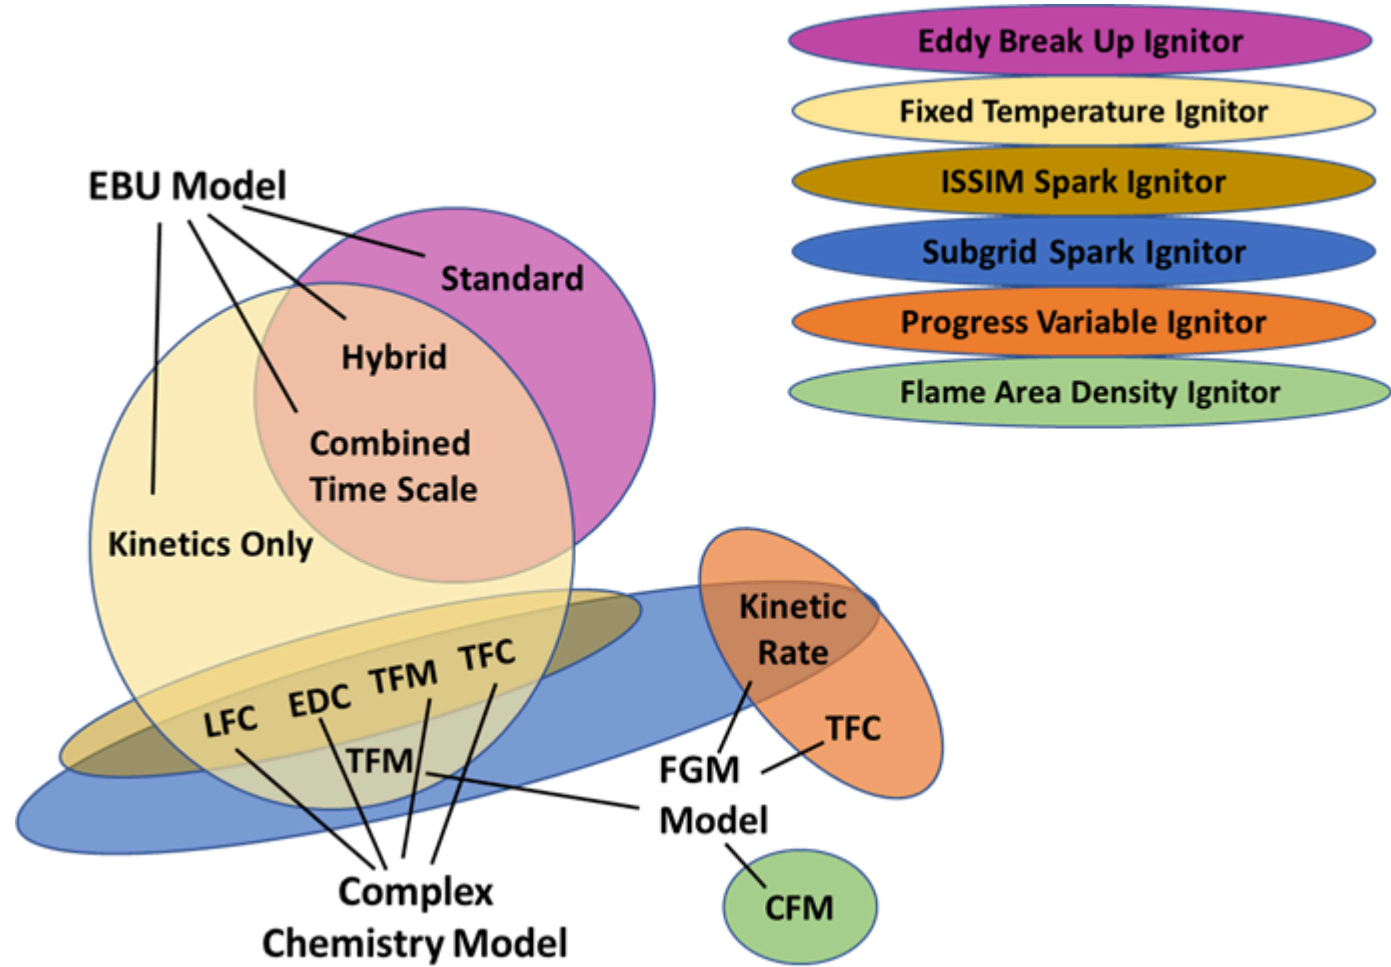 Eddy Break Up Ignitor
Fixed Temperature Ignitor
ISSIM Spark Ignitor
Subgrid Spark Ignitor
Progress Variable Ignitor
Flame Area Density Ignitor
EBU Model
Standard
Hybrid
Combined
Time Scale
Kinetics Only
LFC EDC TFM TFC
TFM
Kinetic
Rate
TFC
FGM
Model
CFM
Complex
Chemistry Model